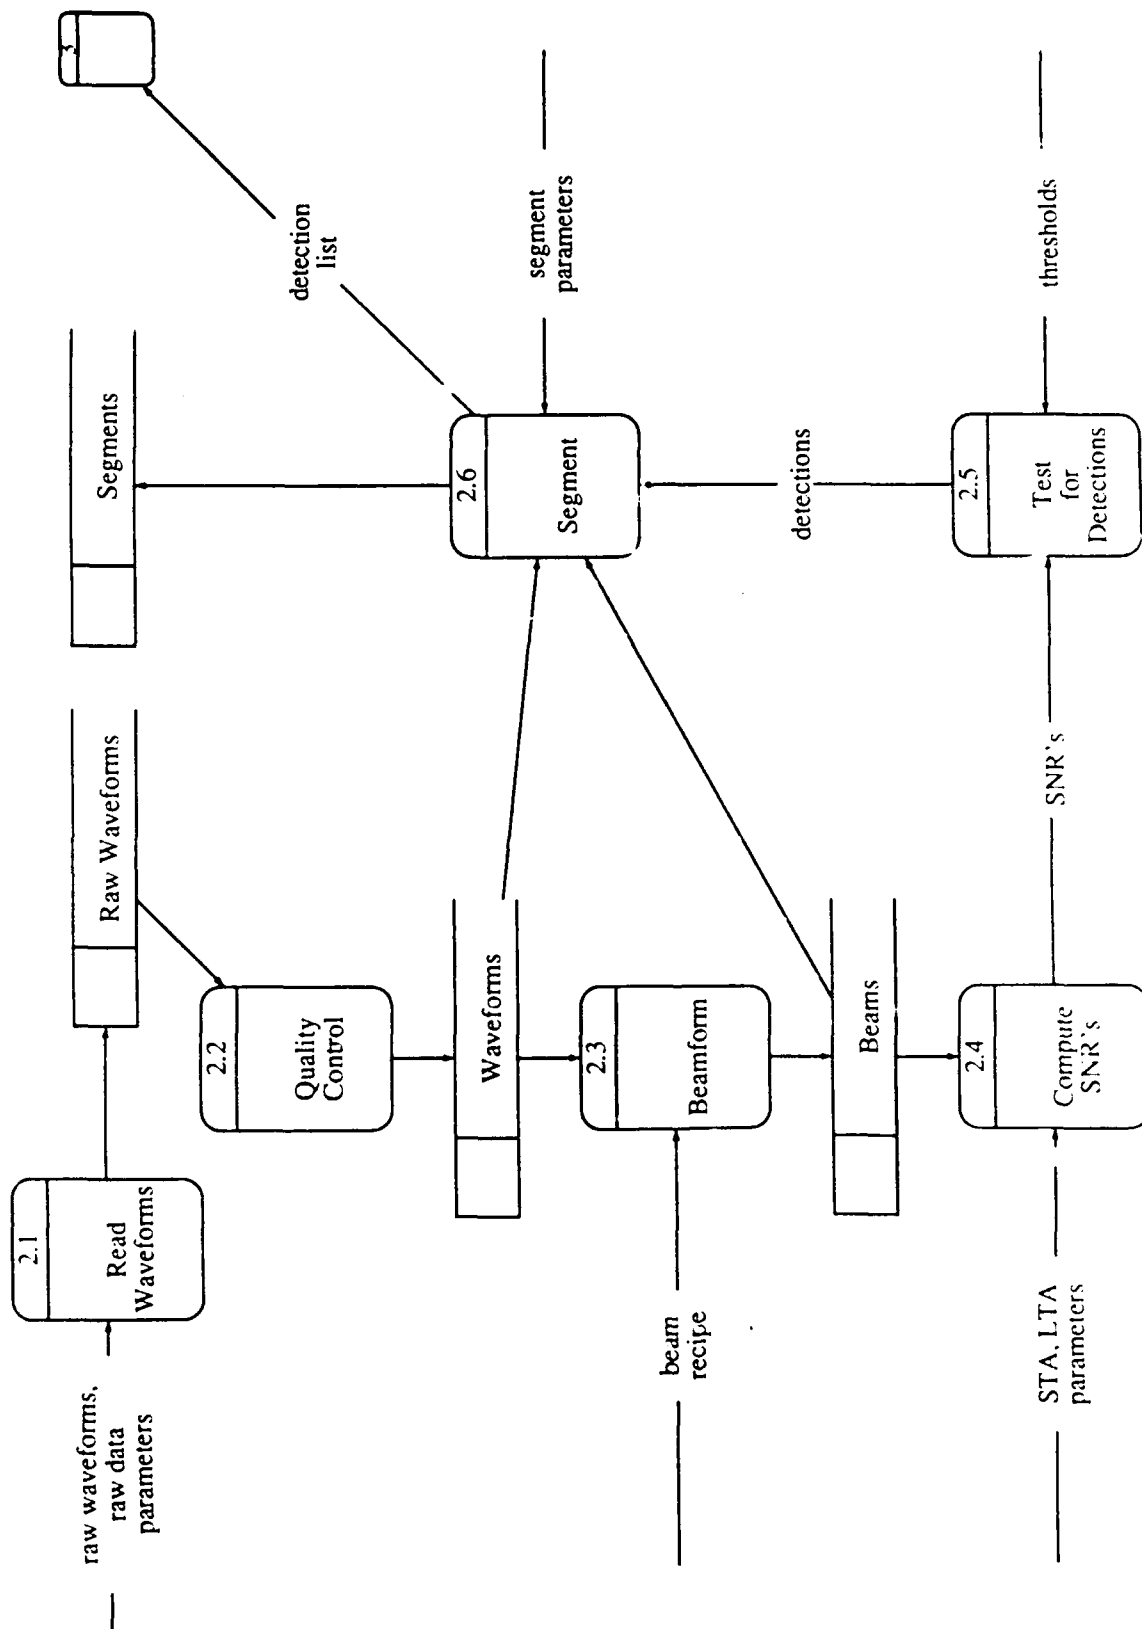 raw waveforms,
raw data
parameters
2.1
Read
Waveforms
Raw Waveforms
Segments
3
2.2
Quality
Control
detection
list
Waveforms
2.6
Segment
segment
parameters
beam
recipe
2.3
Beamform
Beams
detections
STA, LTA
parameters
2.4
Compute
SNR's
SNR's
2.5
Test
for
Detections
thresholds